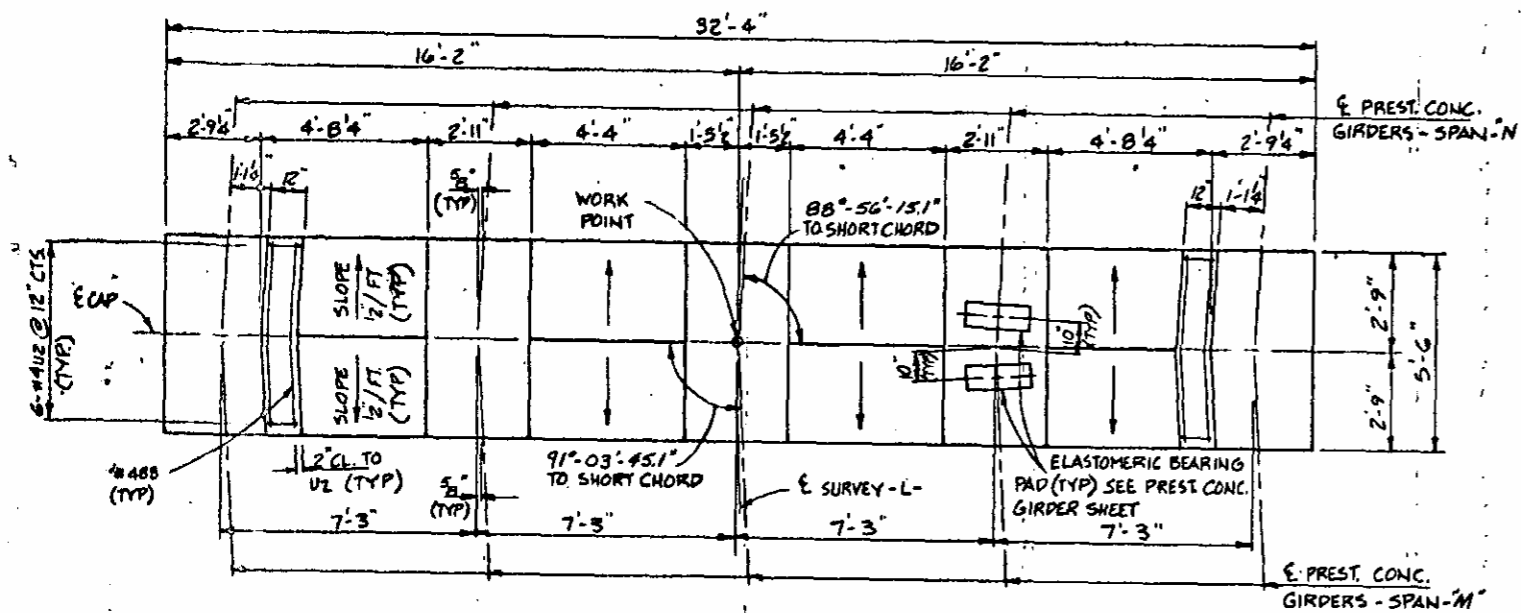 32'-4"
16'-2" 16'-2"
℄ PREST. CONC.
GIRDERS - SPAN-"N"
2'-9¼" 4'-8¼" 2'-11" 4'-4" 1'-5½" 1'-5½" 4'-4" 2'-11" 4'-8¼" 2'-9¼"
1'-1¼" 12" 12" 1'-1¼"
5/8"
(TYP)
WORK
POINT
88°-56'-15.1"
TO SHORT CHORD
6-#4U2 @ 12" CTS.
(TYP.)
℄ CAP
SLOPE
½"/FT
(TYP)
SLOPE
½"/FT.
(TYP)
10"
(TYP)
10"
(TYP)
2'-9"
2'-9"
5'-6"
#4B8
(TYP)
2" CL. TO
U2 (TYP)
91°-03'-45.1"
TO SHORT CHORD
5/8"
(TYP)
℄ SURVEY -L-
ELASTOMERIC BEARING
PAD (TYP) SEE PREST. CONC.
GIRDER SHEET
7'-3" 7'-3" 7'-3" 7'-3"
℄ PREST. CONC.
GIRDERS - SPAN-"M"